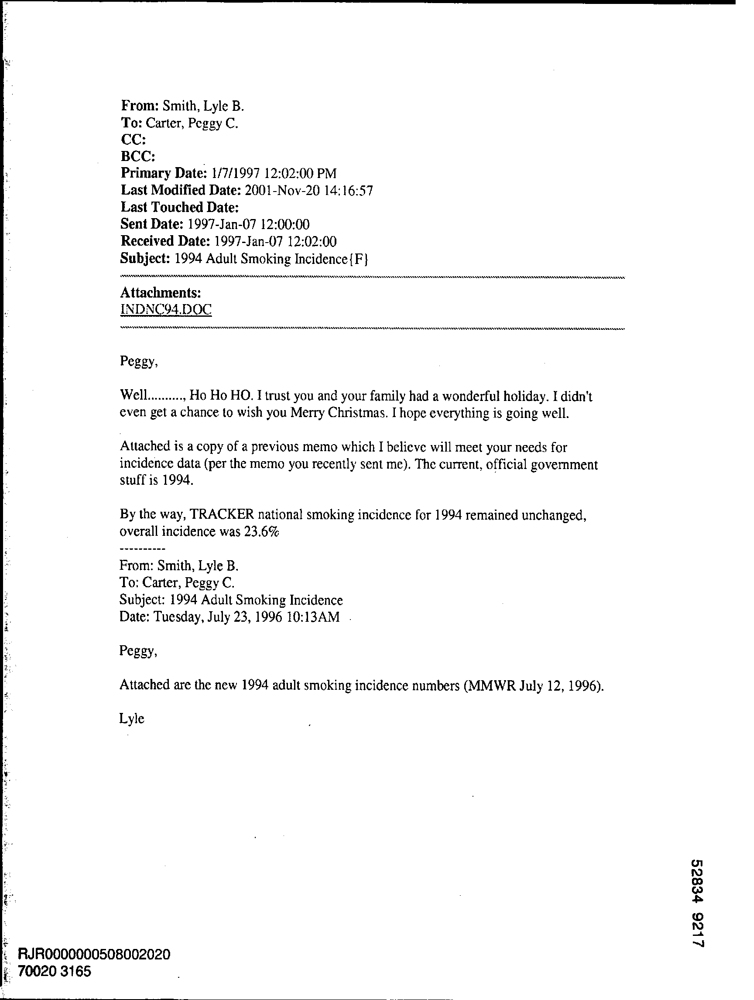 From: Smith, Lyle B.
To: Carter, Peggy C.
CC:
BCC:
Primary Date: 1/7/1997 12:02:00 PM
Last Modified Date: 2001-Nov-20 14:16:57
Last Touched Date:
Sent Date: 1997-Jan-07 12:00:00
Received Date: 1997-Jan-07 12:02:00
Subject: 1994 Adult Smoking Incidence{F}
Attachments:
INDNC94.DOC
Peggy,
Well.........., Ho Ho HO. I trust you and your family had a wonderful holiday. I didn't
even get a chance to wish you Merry Christmas. I hope everything is going well.
Attached is a copy of a previous memo which I believe will meet your needs for
incidence data (per the memo you recently sent me). The current, official government
stuff is 1994.
By the way, TRACKER national smoking incidence for 1994 remained unchanged,
overall incidence was 23.6%
----------
From: Smith, Lyle B.
To: Carter, Peggy C.
Subject: 1994 Adult Smoking Incidence
Date: Tuesday, July 23, 1996 10:13AM
Peggy,
Attached are the new 1994 adult smoking incidence numbers (MMWR July 12, 1996).
Lyle
52834 9217
RJR0000000508002020
70020 3165